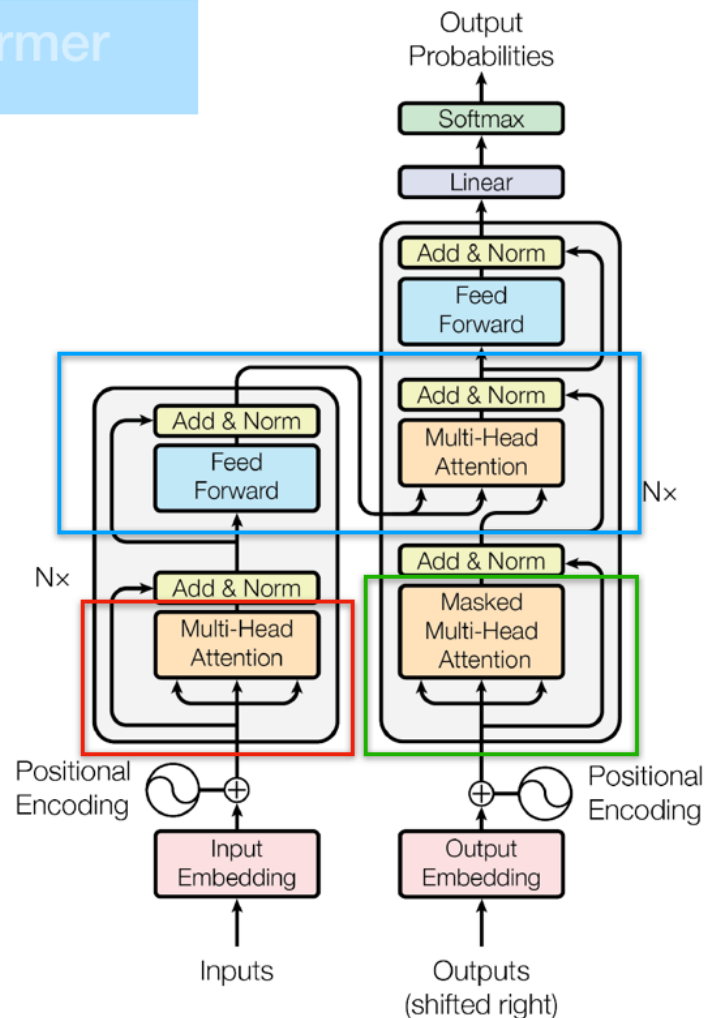 rmer
Output
Probabilities
Softmax
Linear
Add & Norm
Feed
Forward
Add & Norm
Multi-Head
Attention
Nx
Add & Norm
Masked
Multi-Head
Attention
Add & Norm
Feed
Forward
Nx
Add & Norm
Multi-Head
Attention
Positional
Encoding
Positional
Encoding
Input
Embedding
Output
Embedding
Inputs
Outputs
(shifted right)